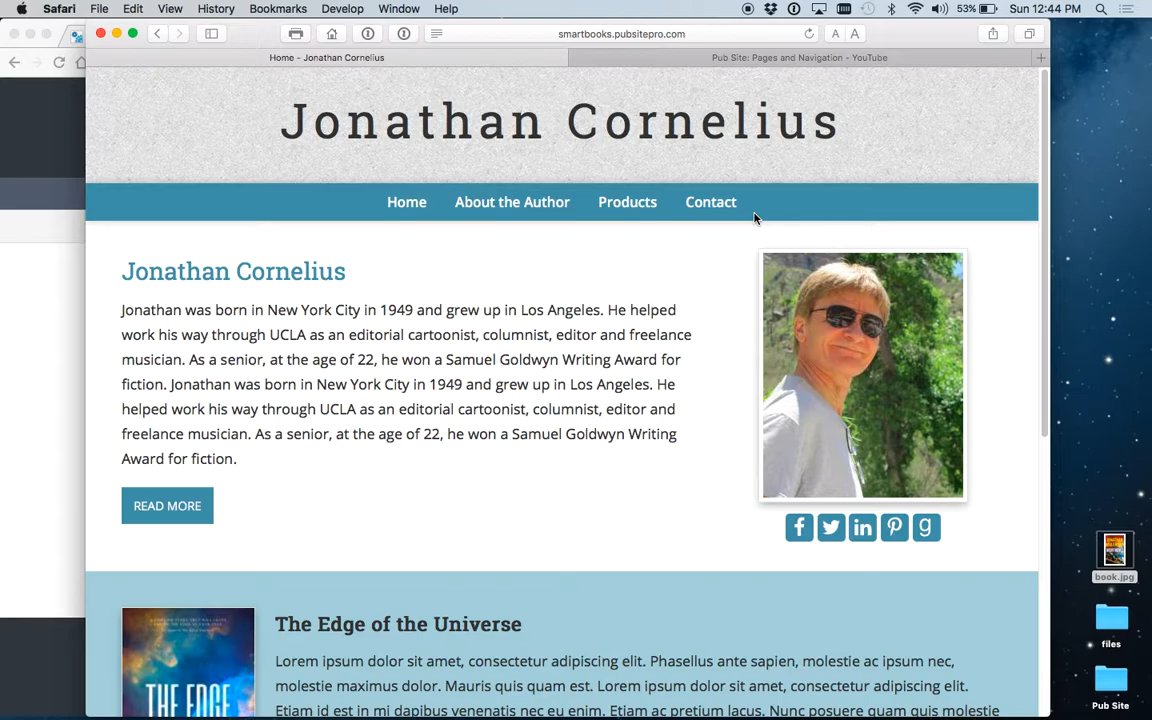 Safari File Edit View History Bookmarks Develop Window Help 53% Sun 12:44 PM
smartbooks.pubsitepro.com A A
Home - Jonathan Cornelius Pub Site: Pages and Navigation - YouTube
Jonathan Cornelius
Home About the Author Products Contact
Jonathan Cornelius
Jonathan was born in New York City in 1949 and grew up in Los Angeles. He helped
work his way through UCLA as an editorial cartoonist, columnist, editor and freelance
musician. As a senior, at the age of 22, he won a Samuel Goldwyn Writing Award for
fiction. Jonathan was born in New York City in 1949 and grew up in Los Angeles. He
helped work his way through UCLA as an editorial cartoonist, columnist, editor and
freelance musician. As a senior, at the age of 22, he won a Samuel Goldwyn Writing
Award for fiction.
READ MORE
The Edge of the Universe
Lorem ipsum dolor sit amet, consectetur adipiscing elit. Phasellus ante sapien, molestie ac ipsum nec,
molestie maximus dolor. Mauris quis quam est. Lorem ipsum dolor sit amet, consectetur adipiscing elit.
Etiam id est in mi dapibus venenatis nec eu enim. Etiam ac pretium lacus. Nunc posuere quam molestie
THE EDGE
book.jpg
files
Pub Site